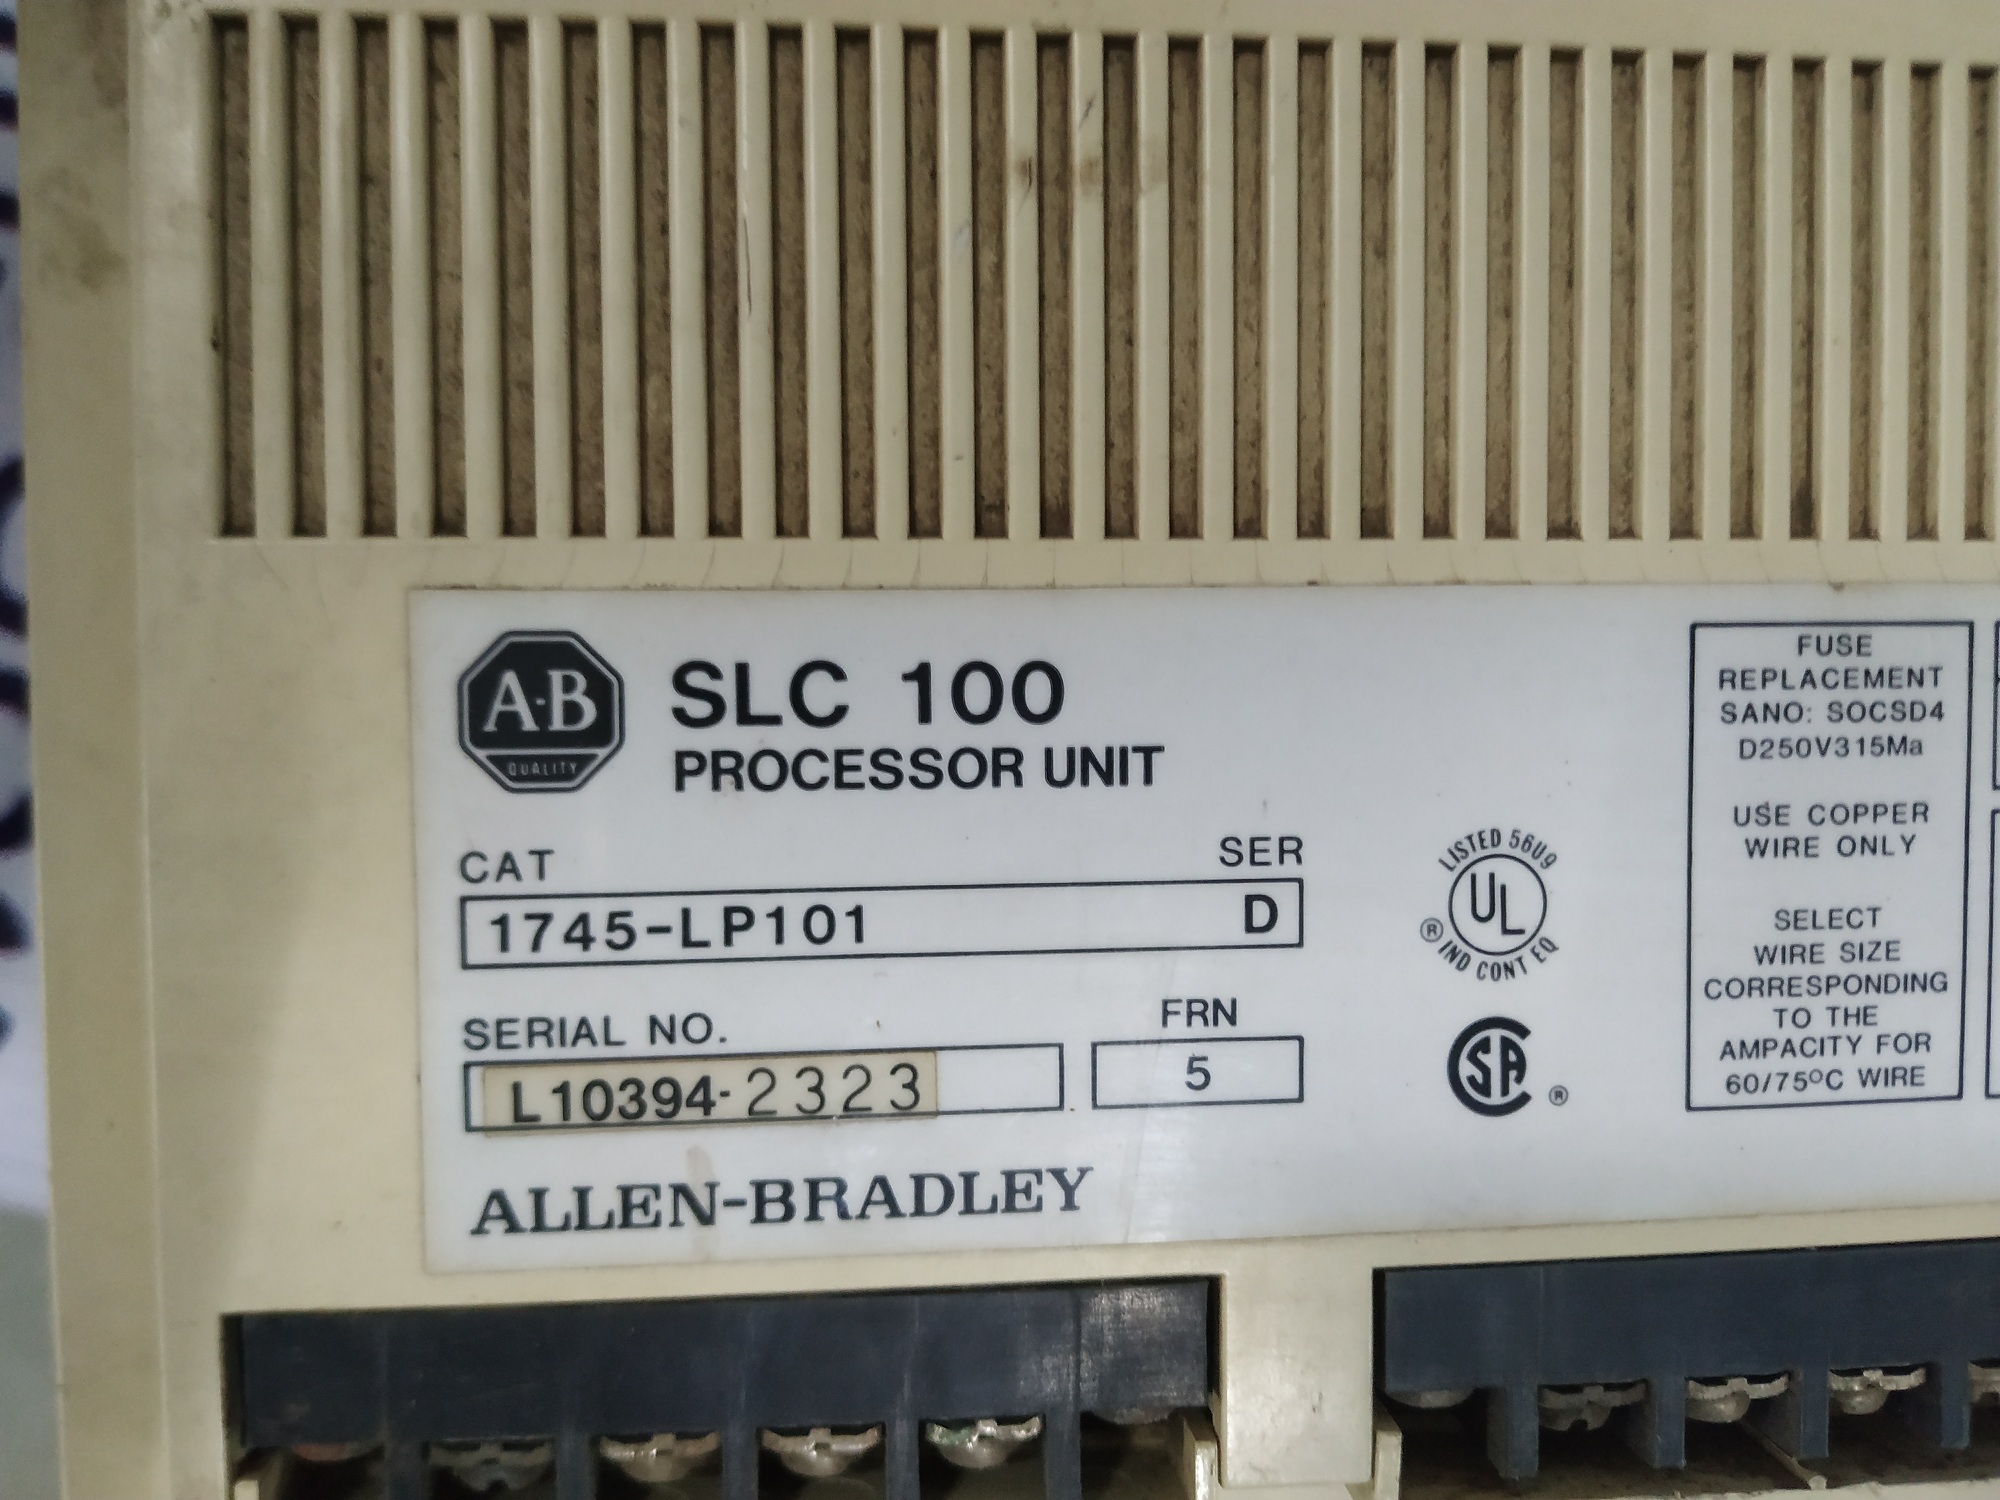 A-B
QUALITY
SLC 100
PROCESSOR UNIT
CAT
SER
1745-LP101
D
SERIAL NO.
FRN
L10394-2323
5
ALLEN-BRADLEY
LISTED 56U9
UL
®
IND CONT EQ
SA
®
FUSE
REPLACEMENT
SANO: SOCSD4
D250V315Ma
USE COPPER
WIRE ONLY
SELECT
WIRE SIZE
CORRESPONDING
TO THE
AMPACITY FOR
60/75°C WIRE